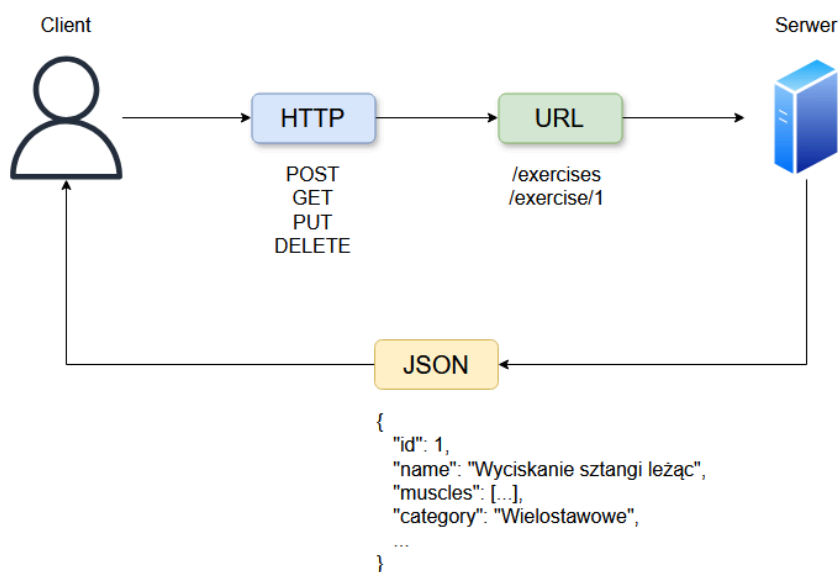 Client
Serwer
HTTP
URL
POST
GET
PUT
DELETE
/exercises
/exercise/1
JSON
{
"id": 1,
"name": "Wyciskanie sztangi leżąc",
"muscles": [...],
"category": "Wielostawowe",
...
}